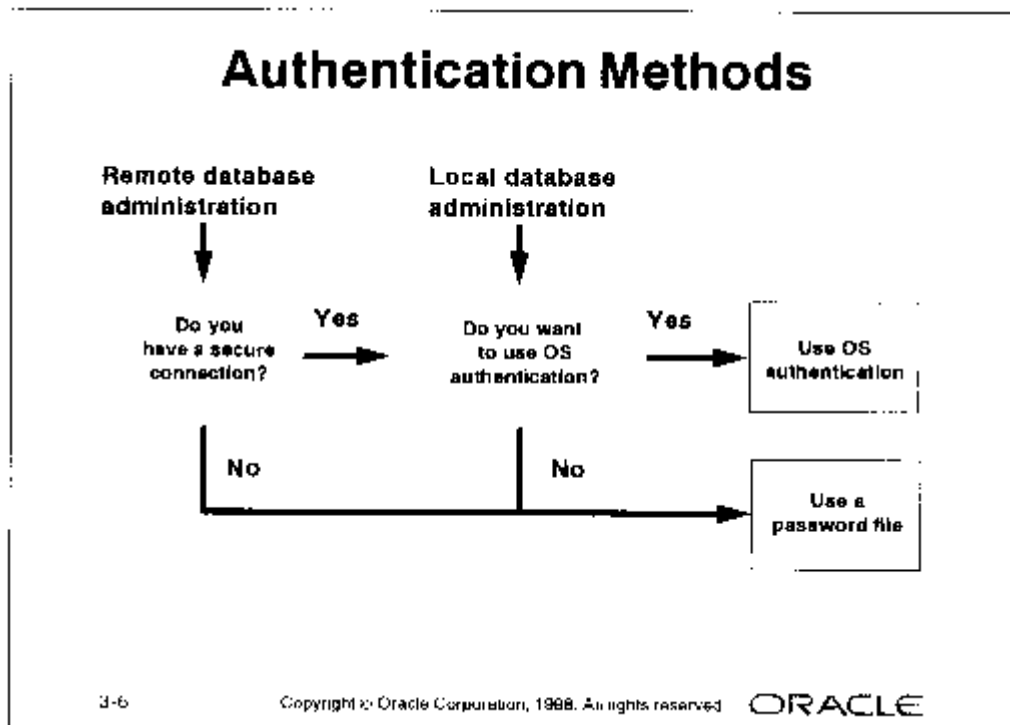 Authentication Methods
Remote database
administration
Local database
administration
Do you
have a secure
connection?
Yes
Do you want
to use OS
authentication?
Yes
Use OS
authentication
No
No
Use a
password file
3-6
Copyright © Oracle Corporation, 1998. All rights reserved
ORACLE